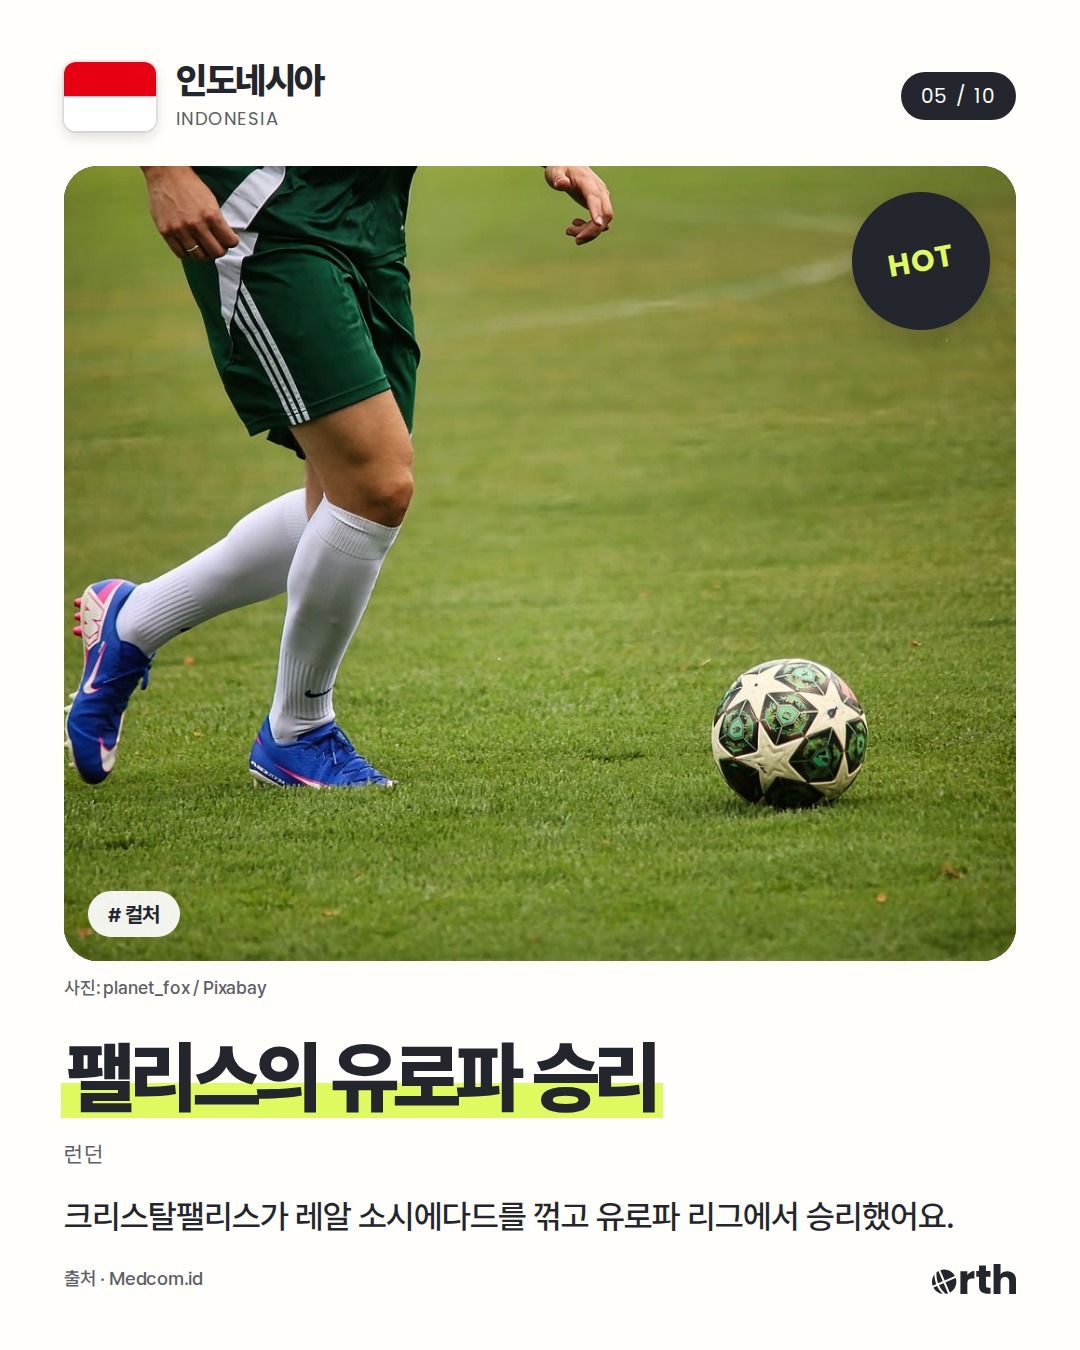 인도네시아
INDONESIA
05 / 10
HOT
# 컬처
사진: planet_fox / Pixabay
팰리스의 유로파 승리
런던
크리스탈팰리스가 레알 소시에다드를 꺾고 유로파 리그에서 승리했어요.
출처 · Medcom.id
orth